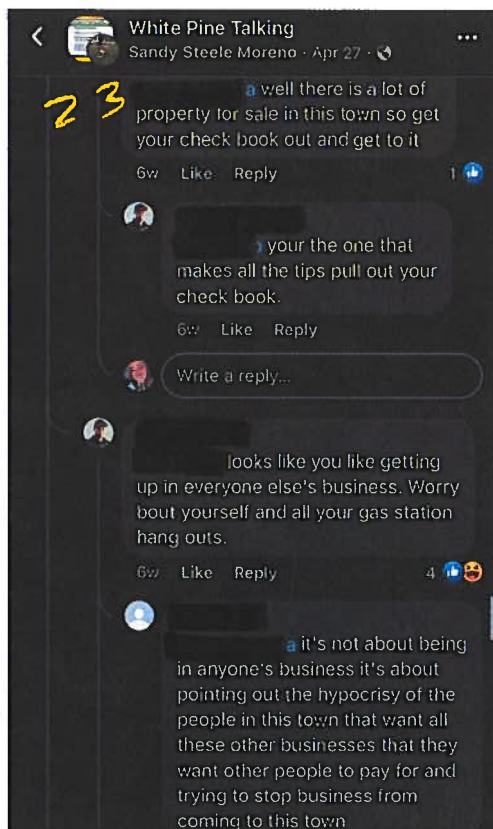 White Pine Talking
Sandy Steele Moreno · Apr 27 ·
23
a well there is a lot of
property for sale in this town so get
your check book out and get to it
6w Like Reply 1
your the one that
makes all the tips pull out your
check book.
6w Like Reply
Write a reply...
looks like you like getting
up in everyone else's business. Worry
bout yourself and all your gas station
hang outs.
6w Like Reply 4
a it's not about being
in anyone's business it's about
pointing out the hypocrisy of the
people in this town that want all
these other businesses that they
want other people to pay for and
trying to stop business from
coming to this town